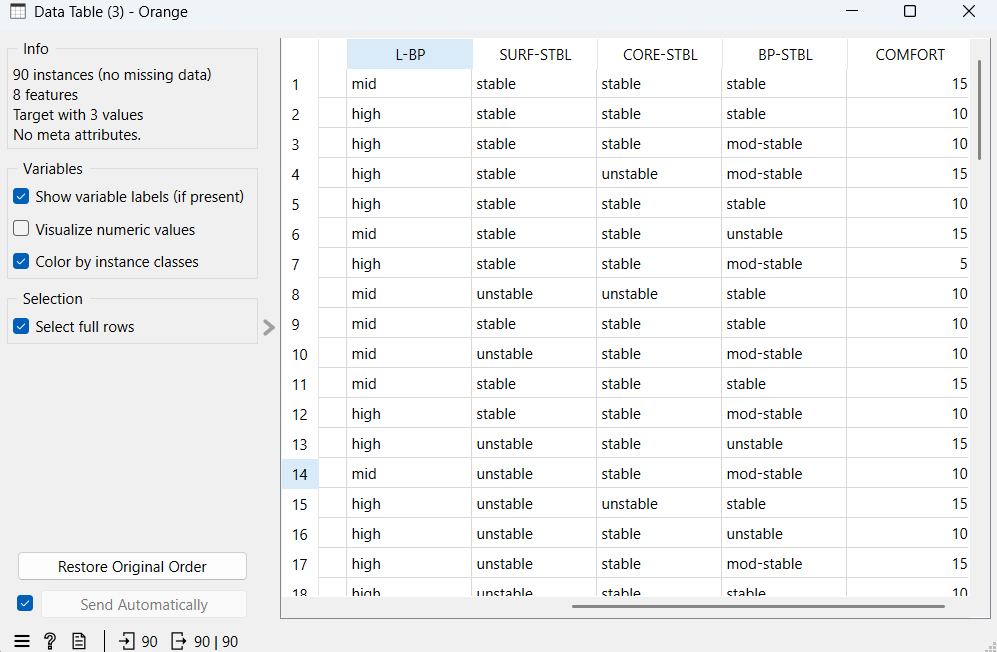 Data Table (3) - Orange
Info
90 instances (no missing data)
8 features
Target with 3 values
No meta attributes.
Variables
Show variable labels (if present)
Visualize numeric values
Color by instance classes
Selection
Select full rows
Restore Original Order
Send Automatically
90 90 | 90
L-BP SURF-STBL CORE-STBL BP-STBL COMFORT
1 mid stable stable stable 15
2 high stable stable stable 10
3 high stable stable mod-stable 10
4 high stable unstable mod-stable 15
5 high stable stable stable 10
6 mid stable stable unstable 15
7 high stable stable mod-stable 5
8 mid unstable unstable stable 10
9 mid stable stable stable 10
10 mid unstable stable mod-stable 10
11 mid stable stable stable 15
12 high stable stable mod-stable 10
13 high unstable stable unstable 15
14 mid unstable stable mod-stable 10
15 high unstable unstable stable 15
16 high unstable stable unstable 10
17 high unstable stable mod-stable 15
18 high unstable stable stable 10